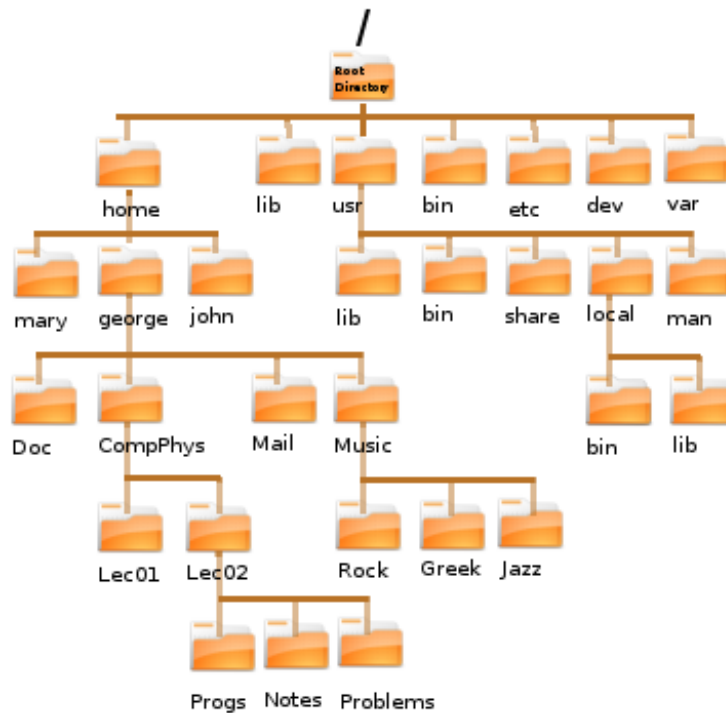 /
Root
Directory
home lib usr bin etc dev var
mary george john lib bin share local man
Doc CompPhys Mail Music bin lib
Lec01 Lec02 Rock Greek Jazz
Progs Notes Problems